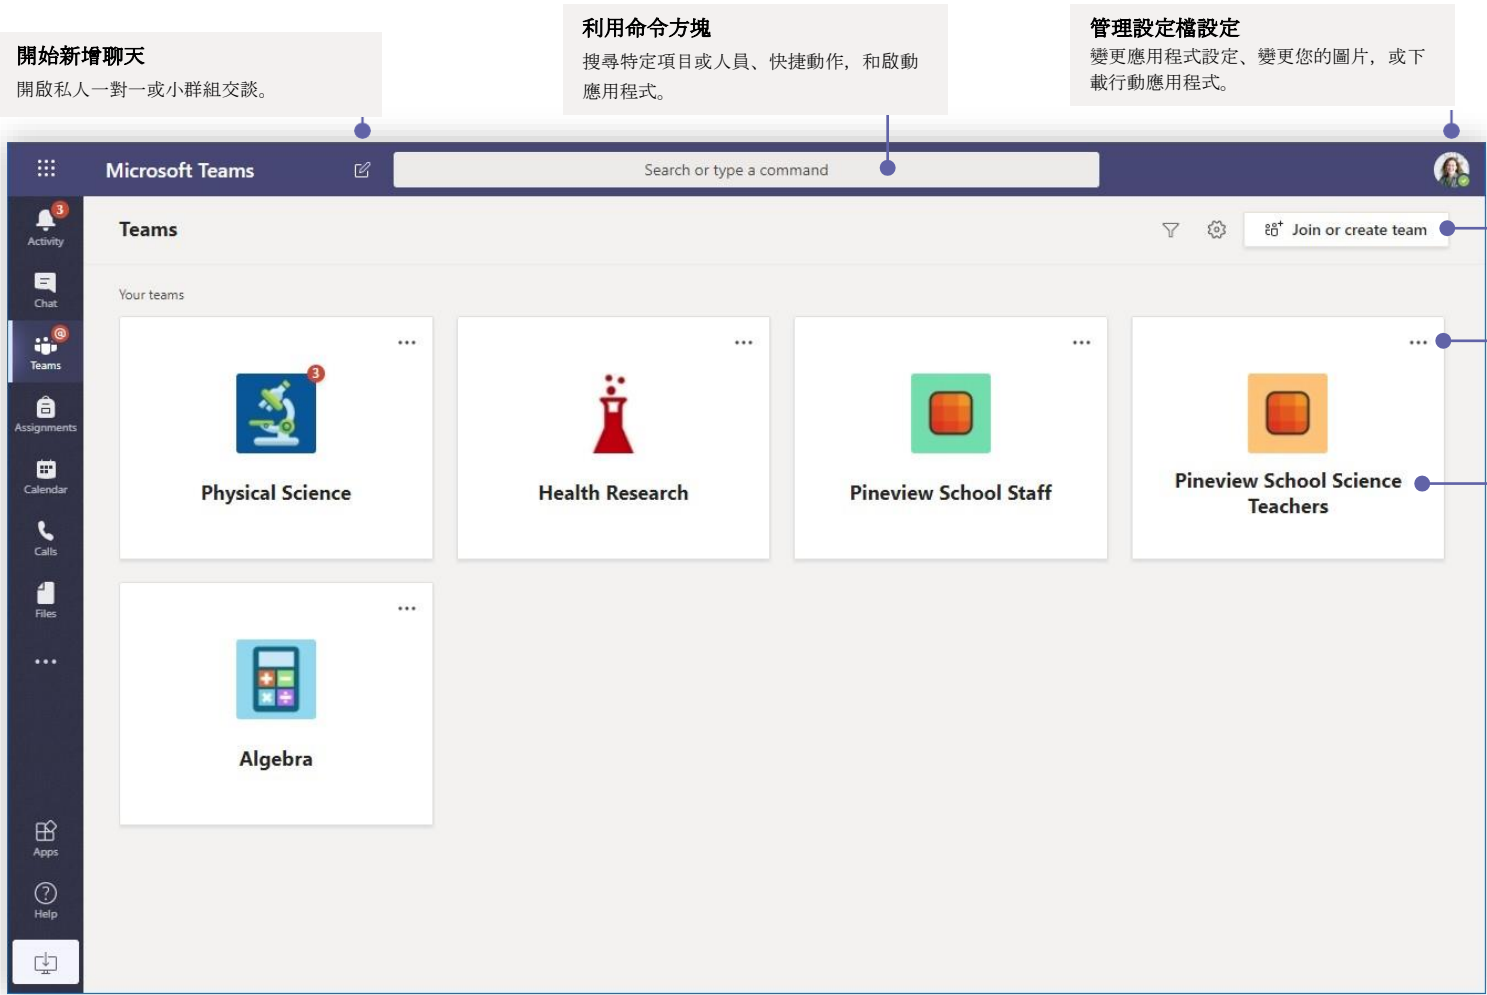 開始新增聊天
開啟私人一對一或小群組交談。
利用命令方塊
搜尋特定項目或人員、快捷動作，和啟動
應用程式。
管理設定檔設定
變更應用程式設定、變更您的圖片，或下
載行動應用程式。
Microsoft Teams
Search or type a command
3
Activity
Chat
@
Teams
Assignments
Calendar
Calls
Files
Apps
Help
Teams
Join or create team
Your teams
3
Physical Science
Health Research
Pineview School Staff
Pineview School Science
Teachers
Algebra